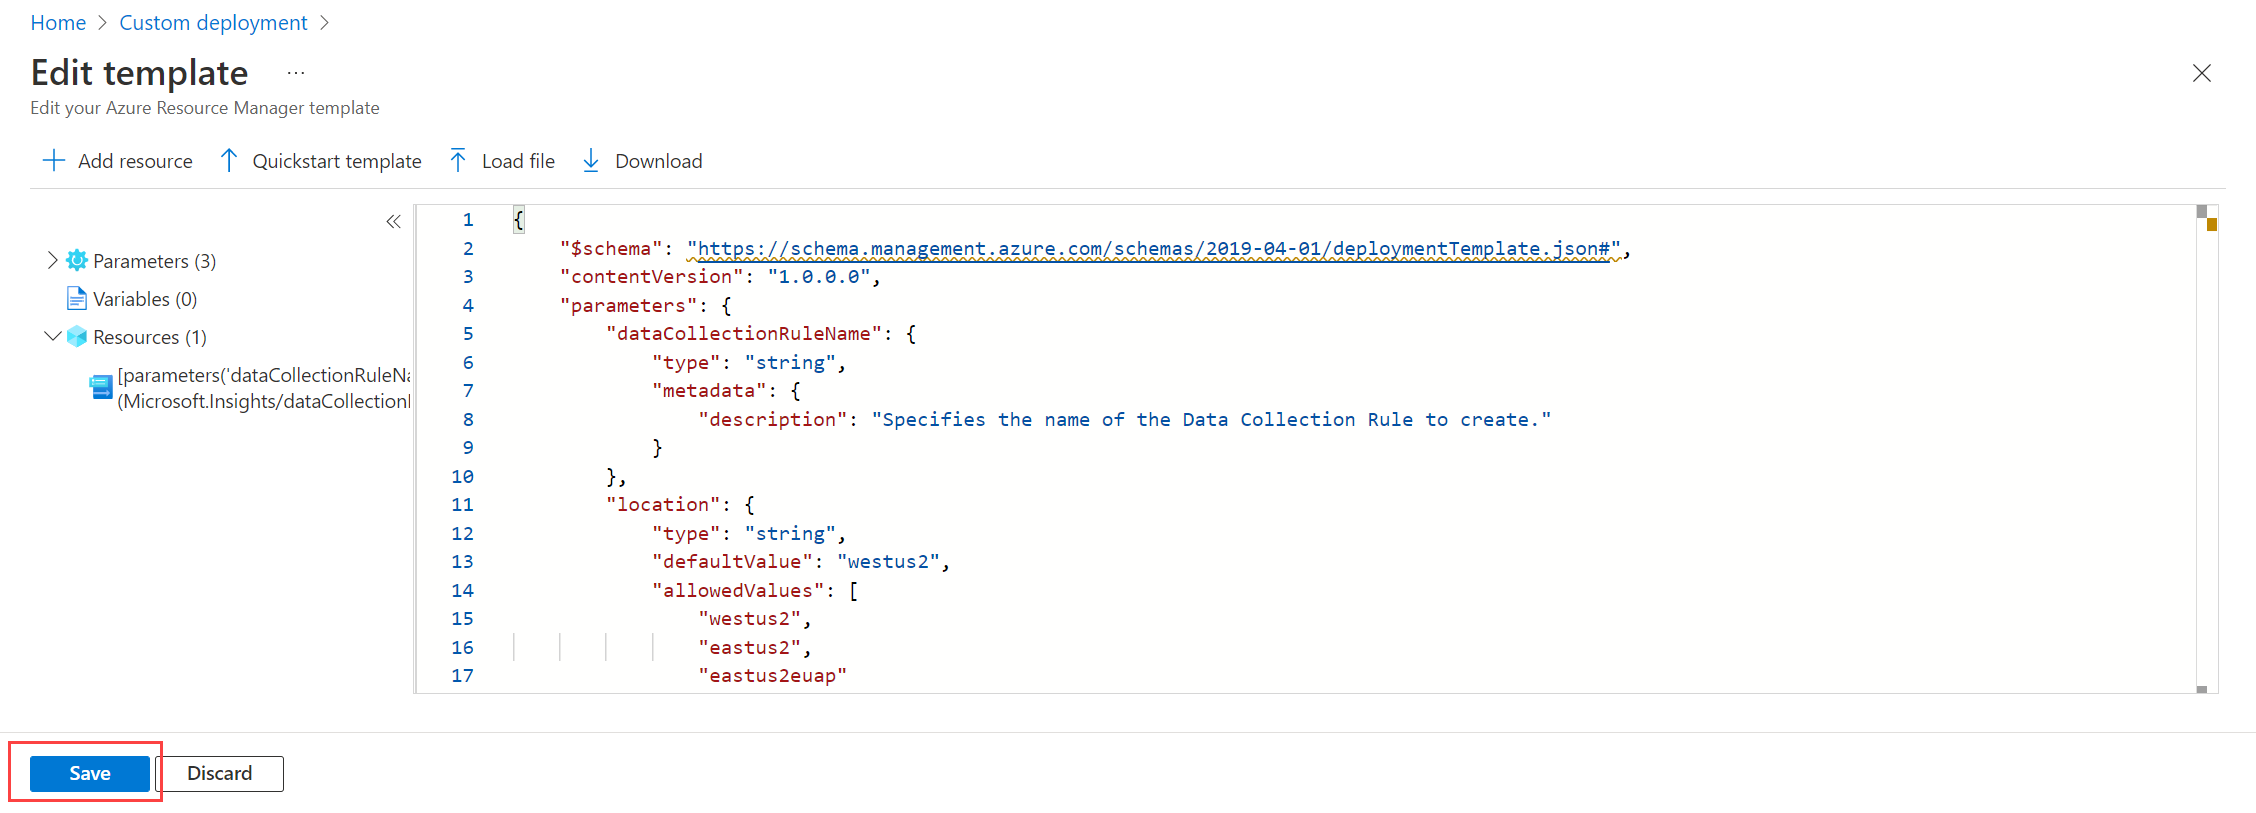 Home > Custom deployment >
Edit template ...
Edit your Azure Resource Manager template
Add resource Quickstart template Load file Download
«
Parameters (3)
Variables (0)
Resources (1)
[parameters('dataCollectionRuleNa
(Microsoft.Insights/dataCollection
1 {
2 "$schema": "https://schema.management.azure.com/schemas/2019-04-01/deploymentTemplate.json#",
3 "contentVersion": "1.0.0.0",
4 "parameters": {
5 "dataCollectionRuleName": {
6 "type": "string",
7 "metadata": {
8 "description": "Specifies the name of the Data Collection Rule to create."
9 }
10 },
11 "location": {
12 "type": "string",
13 "defaultValue": "westus2",
14 "allowedValues": [
15 "westus2",
16 "eastus2",
17 "eastus2euap"
Save Discard